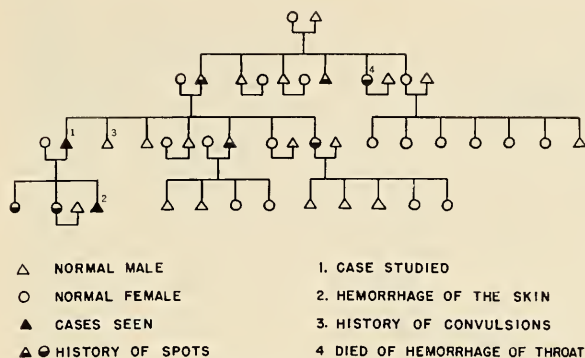 4
1
3
2
△ NORMAL MALE
○ NORMAL FEMALE
▲ CASES SEEN
HISTORY OF SPOTS
1. CASE STUDIED
2. HEMORRHAGE OF THE SKIN
3. HISTORY OF CONVULSIONS
4 DIED OF HEMORRHAGE OF THROAT